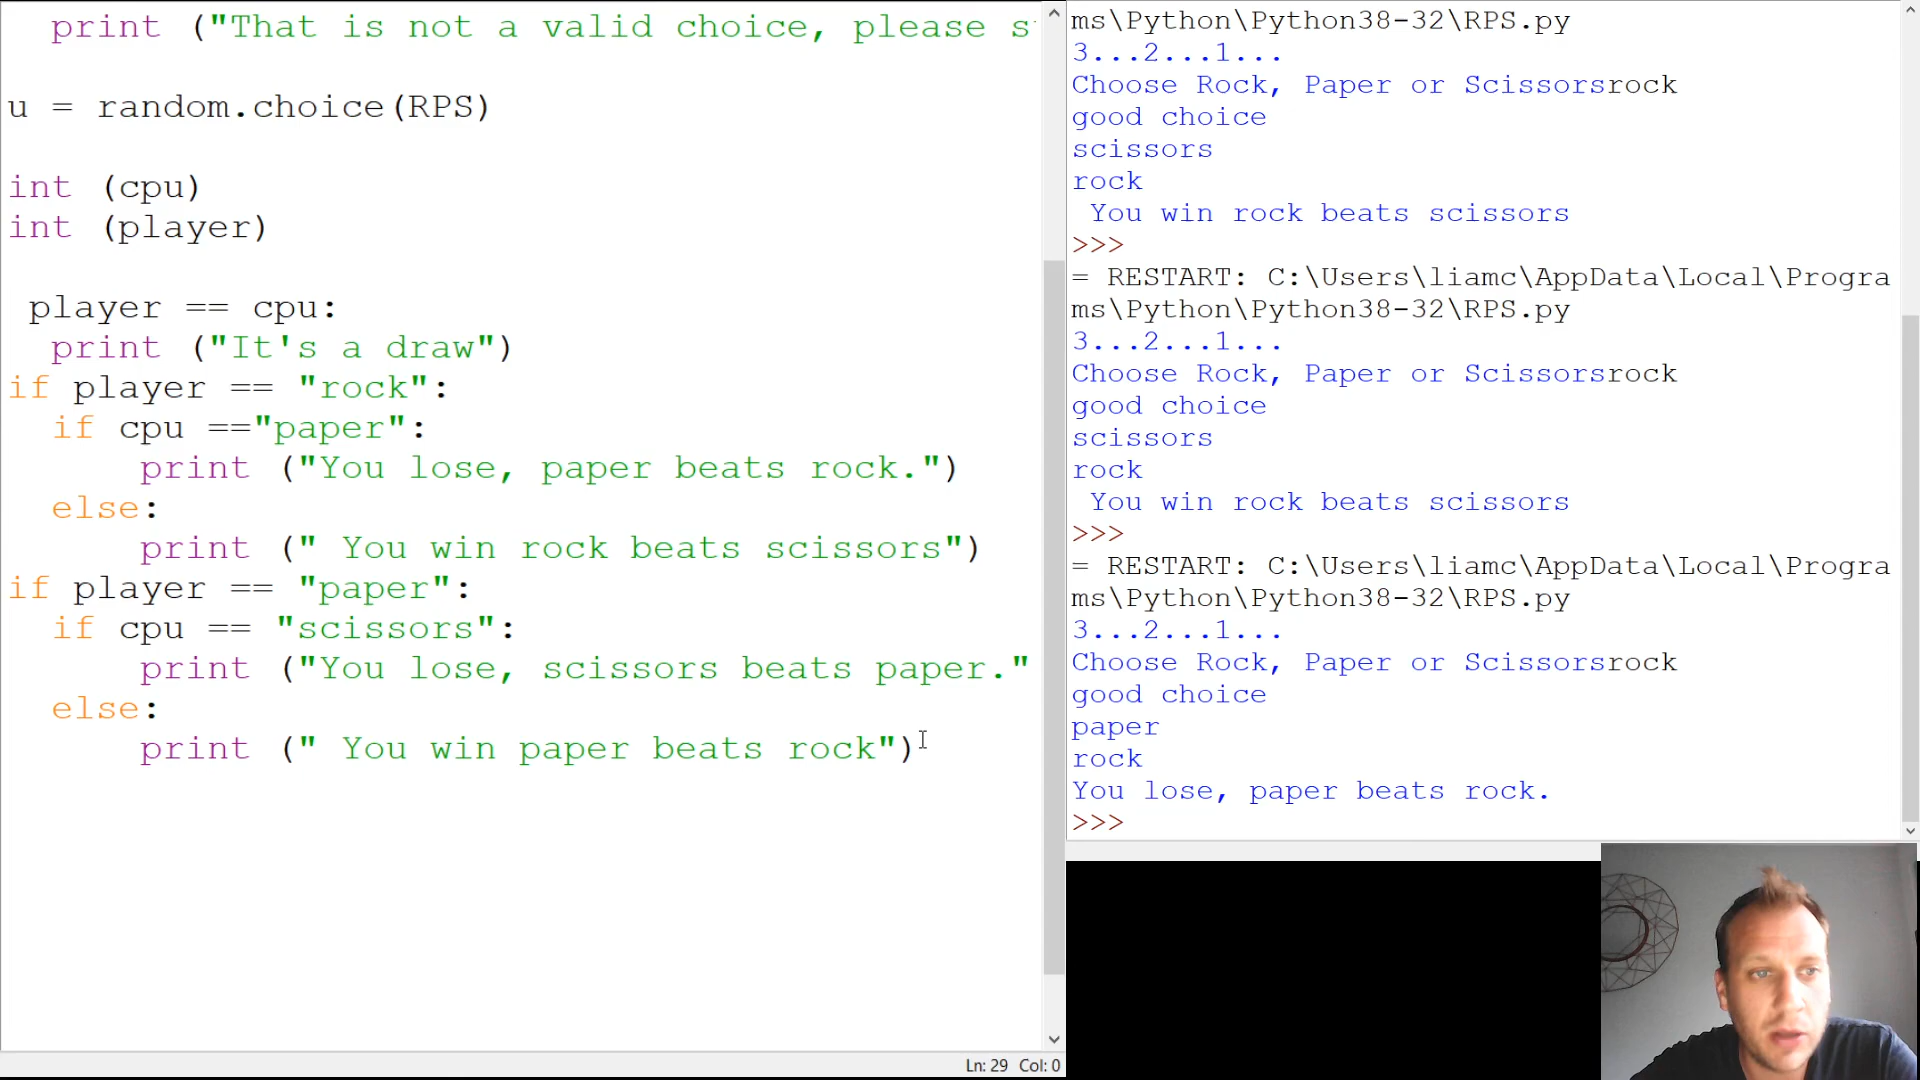 print ("That is not a valid choice, please s
u = random.choice(RPS)
int (cpu)
int (player)
player == cpu:
print ("It's a draw")
if player == "rock":
if cpu =="paper":
print ("You lose, paper beats rock.")
else:
print (" You win rock beats scissors")
if player == "paper":
if cpu == "scissors":
print ("You lose, scissors beats paper."
else:
print (" You win paper beats rock")
Ln: 29 Col: 0
ms\Python\Python38-32\RPS.py
3...2...1...
Choose Rock, Paper or Scissorsrock
good choice
scissors
rock
You win rock beats scissors
>>>
= RESTART: C:\Users\liamc\AppData\Local\Progra
ms\Python\Python38-32\RPS.py
3...2...1...
Choose Rock, Paper or Scissorsrock
good choice
scissors
rock
You win rock beats scissors
>>>
= RESTART: C:\Users\liamc\AppData\Local\Progra
ms\Python\Python38-32\RPS.py
3...2...1...
Choose Rock, Paper or Scissorsrock
good choice
paper
rock
You lose, paper beats rock.
>>>